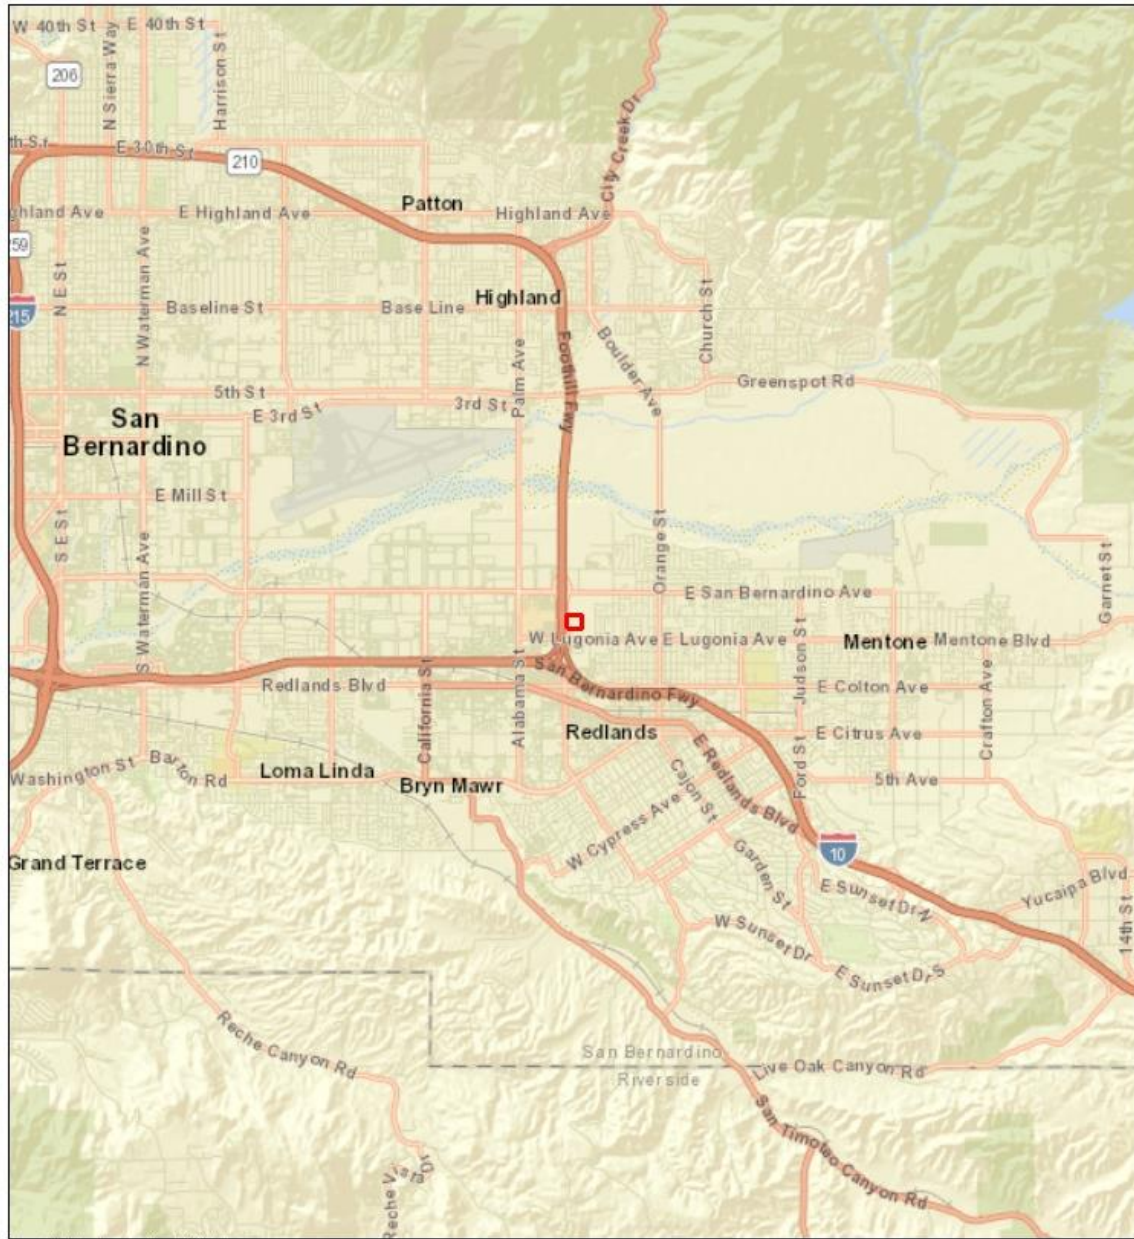 W 40th St
E 40th St
206
N Sierra Way
Harrison St
th St
E 30th St
210
City Creek Dr
ghland Ave
E Highland Ave
Patton
Highland Ave
59
N E St
N Waterman Ave
215
Baseline St
Base Line
Highland
Church St
Foothill Fwy
Boulder Ave
Palm Ave
5th St
E 3rd St
3rd St
Greenspot Rd
San
Bernardino
E Mill St
S E St
S Waterman Ave
Orange St
E San Bernardino Ave
Garnet St
W Lugonia Ave
E Lugonia Ave
Judson St
Mentone
Mentone Blvd
San Bernardino Fwy
Redlands Blvd
California St
Alabama St
E Colton Ave
Crafton Ave
Redlands
E Citrus Ave
Washington St
Barton Rd
Loma Linda
Bryn Mawr
Cajon St
E Redlands Blvd
Ford St
5th Ave
W Cypress Ave
Grand Terrace
Garden St
10
E Sunset Dr N
Yucaipa Blvd
14th St
W Sunset Dr
E Sunset Dr S
Reche Canyon Rd
San Bernardino
Riverside
Live Oak Canyon Rd
San Timoteo Canyon Rd
Reche Vista Dr